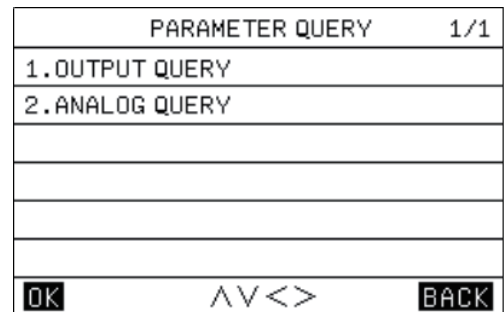 PARAMETER QUERY 1/1
1.OUTPUT QUERY
2.ANALOG QUERY
OK ∧∨<> BACK